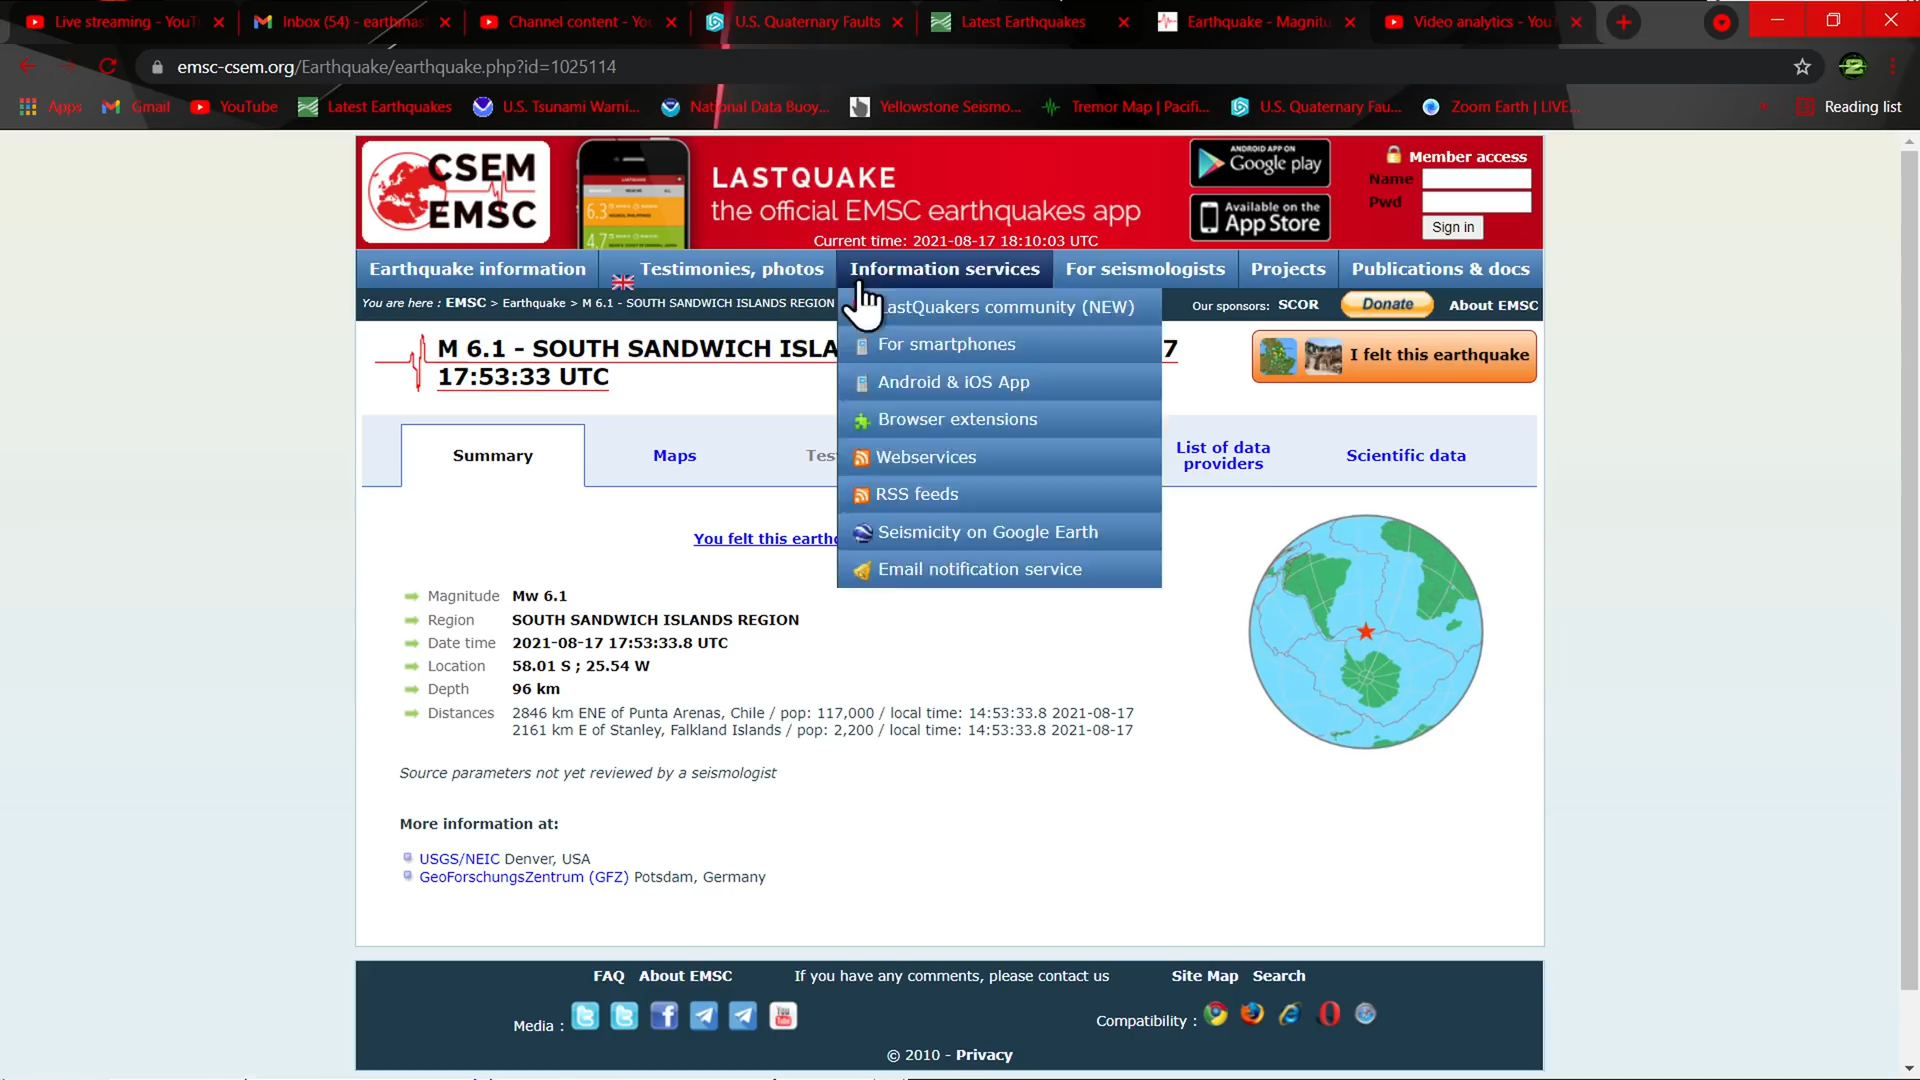 Live streaming - YouT
Inbox (54) - earthmas
Channel content - Yo
U.S. Quaternary Faults
Latest Earthquakes
Earthquake - Magnitu
Video analytics - You
emsc-csem.org/Earthquake/earthquake.php?id=1025114
Apps
Gmail
YouTube
Latest Earthquakes
U.S. Tsunami Warni...
National Data Buoy...
Yellowstone Seismo...
Tremor Map | Pacifi...
U.S. Quaternary Fau...
Zoom Earth | LIVE...
Reading list
CSEM
EMSC
6.3
4.7
LASTQUAKE
the official EMSC earthquakes app
Current time: 2021-08-17 18:10:03 UTC
ANDROID APP ON
Google play
Available on the
App Store
Member access
Name
Pwd
Sign in
Earthquake information
Testimonies, photos
Information services
For seismologists
Projects
Publications & docs
You are here : EMSC > Earthquake > M 6.1 - SOUTH SANDWICH ISLANDS REGION
Our sponsors: SCOR
Donate
About EMSC
LastQuakers community (NEW)
For smartphones
Android & iOS App
Browser extensions
Webservices
RSS feeds
Seismicity on Google Earth
Email notification service
M 6.1 - SOUTH SANDWICH ISLA
7
17:53:33 UTC
I felt this earthquake
Summary
Maps
Tes
List of data
providers
Scientific data
You felt this earthq
Magnitude Mw 6.1
Region SOUTH SANDWICH ISLANDS REGION
Date time 2021-08-17 17:53:33.8 UTC
Location 58.01 S ; 25.54 W
Depth 96 km
Distances 2846 km ENE of Punta Arenas, Chile / pop: 117,000 / local time: 14:53:33.8 2021-08-17
2161 km E of Stanley, Falkland Islands / pop: 2,200 / local time: 14:53:33.8 2021-08-17
Source parameters not yet reviewed by a seismologist
More information at:
USGS/NEIC Denver, USA
GeoForschungsZentrum (GFZ) Potsdam, Germany
FAQ
About EMSC
If you have any comments, please contact us
Site Map
Search
Media :
Compatibility :
© 2010 - Privacy